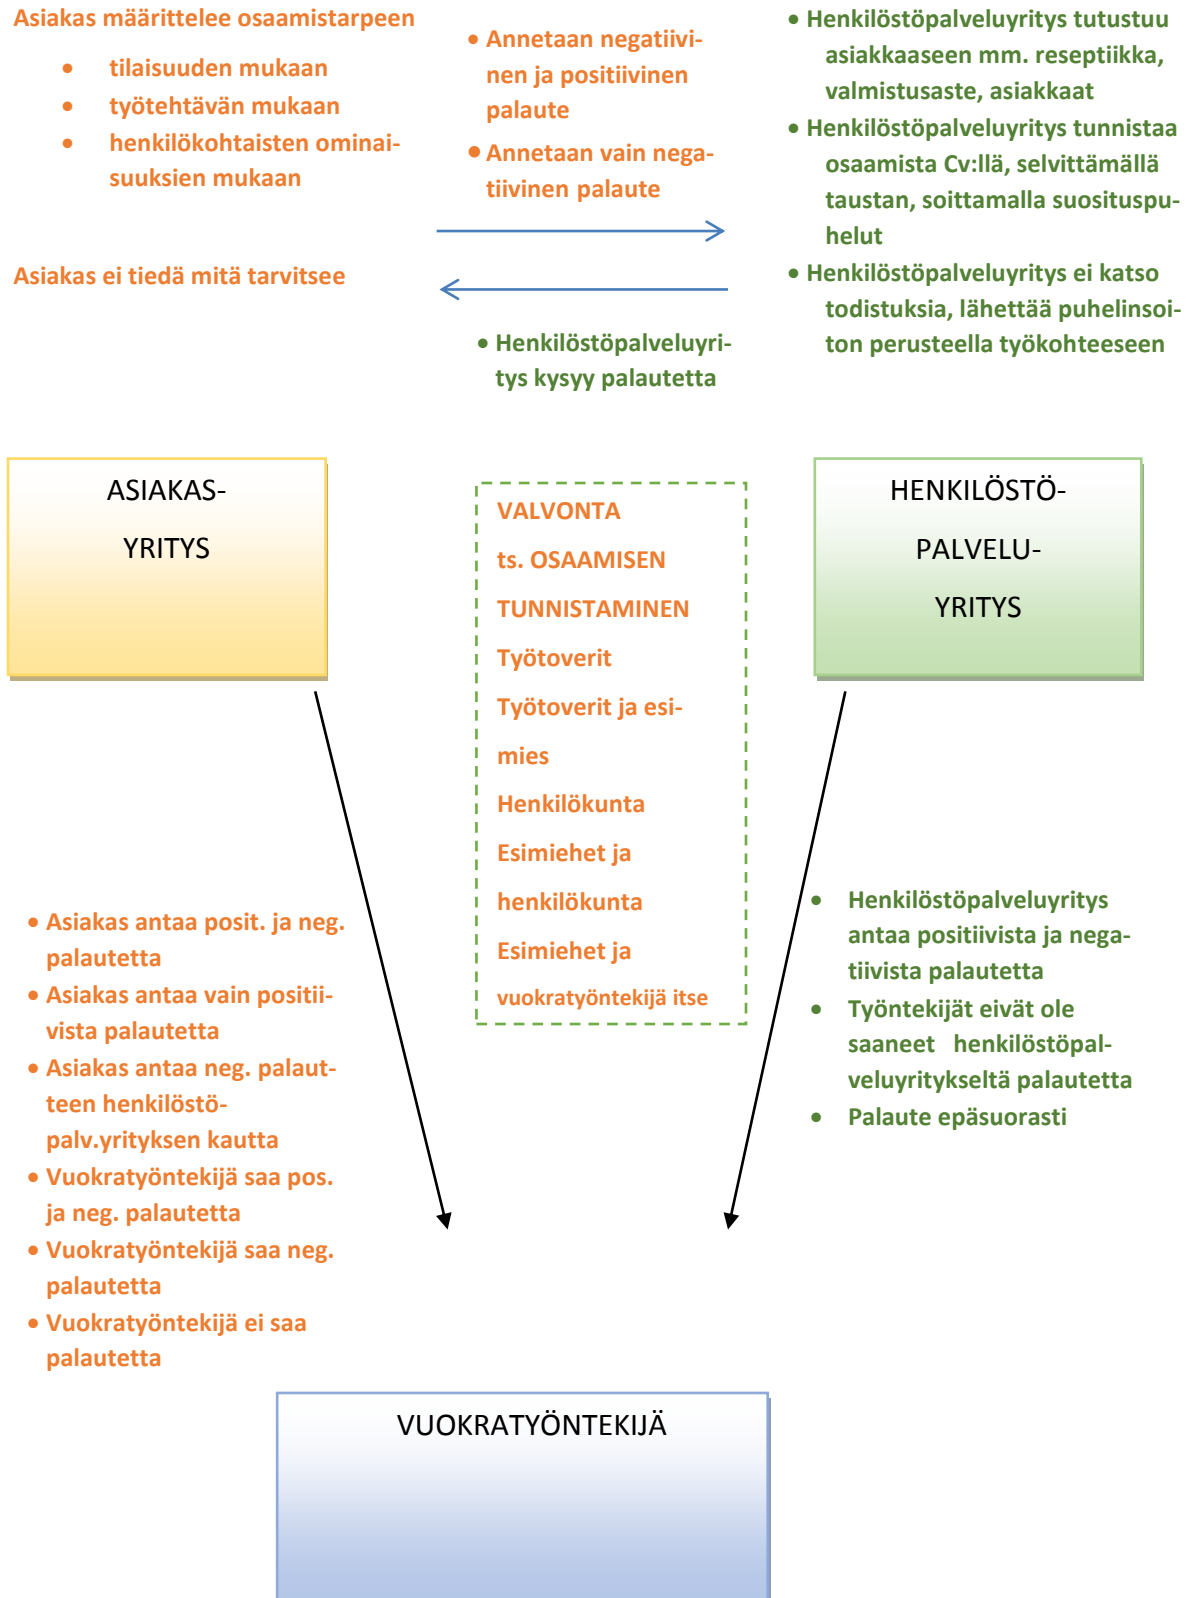 Asiakas määrittelee osaamistarpeen
• tilaisuuden mukaan
• työtehtävän mukaan
• henkilökohtaisten ominai-
suuksien mukaan
Asiakas ei tiedä mitä tarvitsee
• Annetaan negatiivi-
nen ja positiivinen
palaute
• Annetaan vain nega-
tiivinen palaute
• Henkilöstöpalveluyri-
tys kysyy palautetta
• Henkilöstöpalveluyritys tutustuu
asiakkaaseen mm. reseptiikka,
valmistusaste, asiakkaat
• Henkilöstöpalveluyritys tunnistaa
osaamista Cv:llä, selvittämällä
taustan, soittamalla suosituspu-
helut
• Henkilöstöpalveluyritys ei katso
todistuksia, lähettää puhelinsoi-
ton perusteella työkohteeseen
ASIAKAS-
YRITYS
VALVONTA
ts. OSAAMISEN
TUNNISTAMINEN
Työtoverit
Työtoverit ja esi-
mies
Henkilökunta
Esimiehet ja
henkilökunta
Esimiehet ja
vuokratyöntekijä itse
HENKILÖSTÖ-
PALVELU-
YRITYS
• Asiakas antaa posit. ja neg.
palautetta
• Asiakas antaa vain positii-
vista palautetta
• Asiakas antaa neg. palaut-
teen henkilöstö-
palv.yrityksen kautta
• Vuokratyöntekijä saa pos.
ja neg. palautetta
• Vuokratyöntekijä saa neg.
palautetta
• Vuokratyöntekijä ei saa
palautetta
• Henkilöstöpalveluyritys
antaa positiivista ja nega-
tiivista palautetta
• Työntekijät eivät ole
saaneet henkilöstöpal-
veluyritykseltä palautetta
• Palaute epäsuorasti
VUOKRATYÖNTEKIJÄ